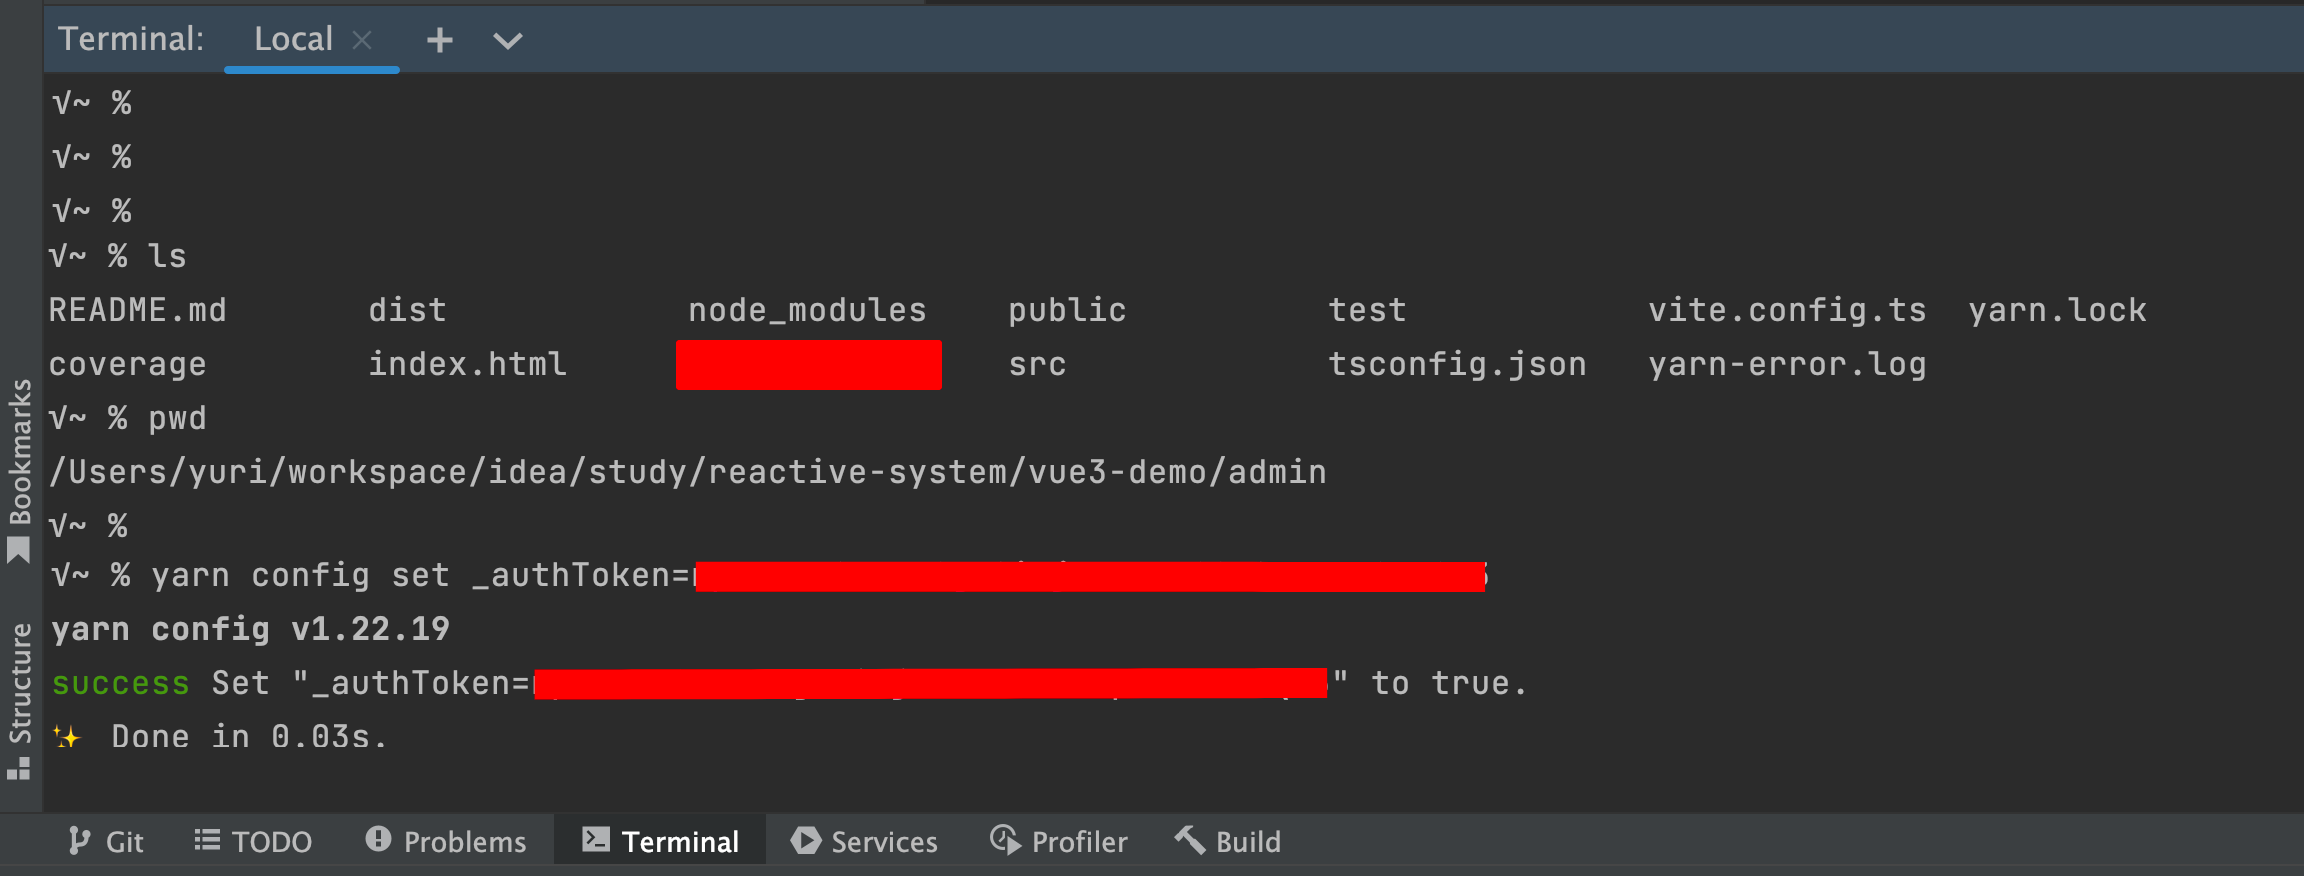 Terminal: Local
√~ %
√~ %
√~ %
√~ % ls
README.md dist node_modules public test vite.config.ts yarn.lock
coverage index.html src tsconfig.json yarn-error.log
√~ % pwd
/Users/yuri/workspace/idea/study/reactive-system/vue3-demo/admin
√~ %
√~ % yarn config set _authToken=
yarn config v1.22.19
success Set "_authToken=" to true.
✨ Done in 0.03s.
Bookmarks
Structure
Git TODO Problems Terminal Services Profiler Build